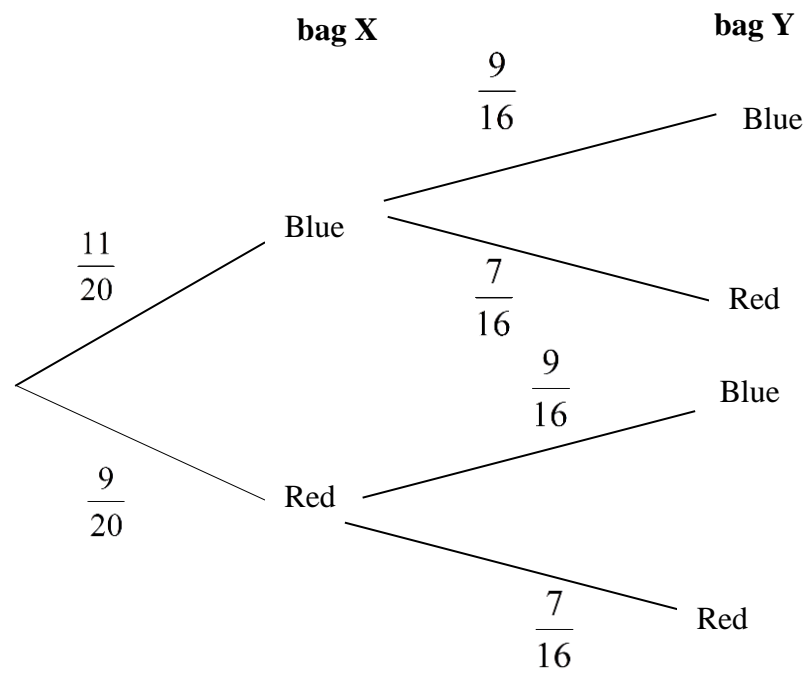 bag X
bag Y
9/16
Blue
11/20
Blue
7/16
Red
9/16
Blue
9/20
Red
7/16
Red